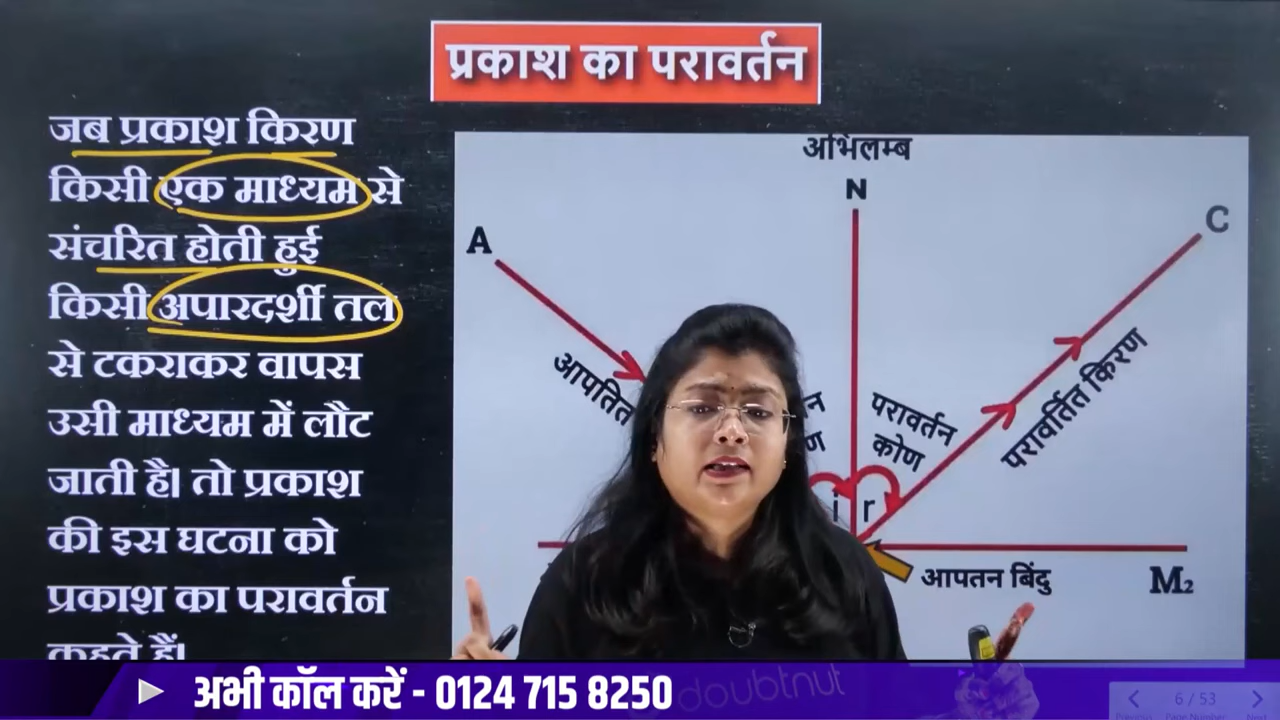 प्रकाश का परावर्तन
जब प्रकाश किरण
किसी एक माध्यम से
संचरित होती हुई
किसी अपारदर्शी तल
से टकराकर वापस
उसी माध्यम में लौट
जाती है। तो प्रकाश
की इस घटना को
प्रकाश का परावर्तन
कहते हैं।
अभिलम्ब
N
A
C
आपतित
परावर्तन
कोण
परावर्तित किरण
i
r
आपतन बिंदु
M₂
अभी कॉल करें - 0124 715 8250
doubtnut
6 / 53